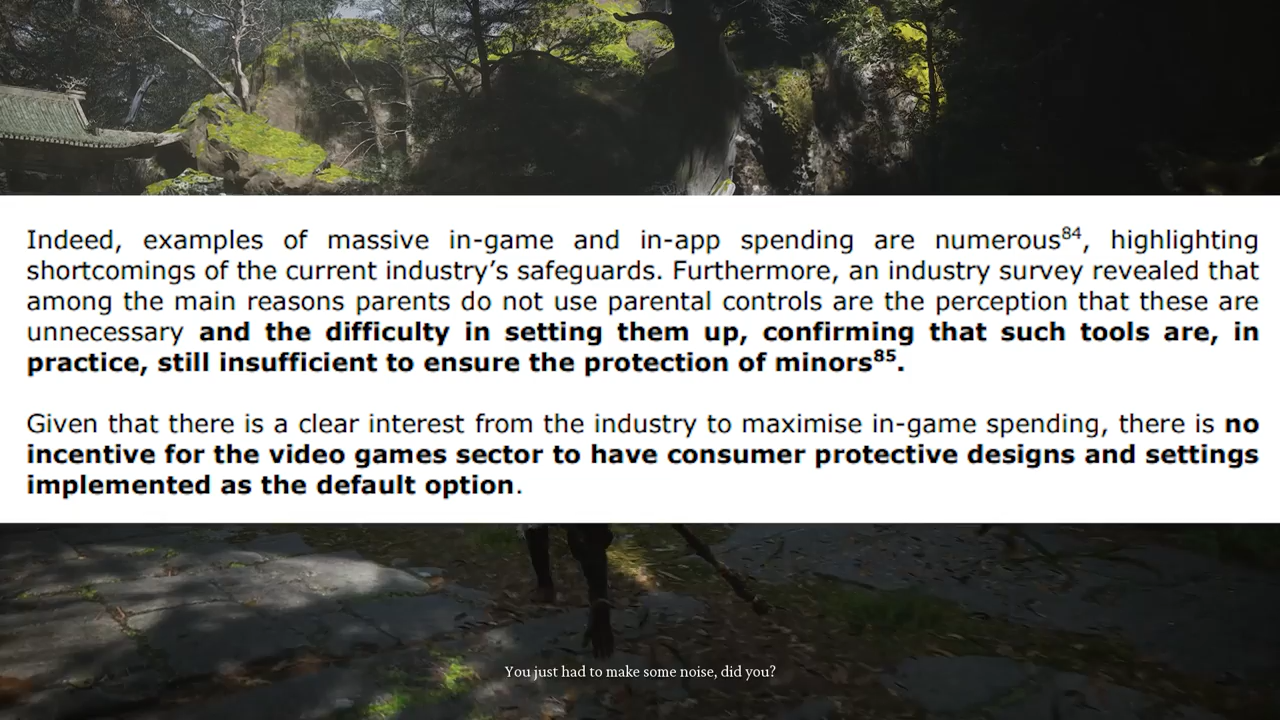 Indeed, examples of massive in-game and in-app spending are numerous⁸⁴, highlighting
shortcomings of the current industry’s safeguards. Furthermore, an industry survey revealed that
among the main reasons parents do not use parental controls are the perception that these are
unnecessary and the difficulty in setting them up, confirming that such tools are, in
practice, still insufficient to ensure the protection of minors⁸⁵.
Given that there is a clear interest from the industry to maximise in-game spending, there is no
incentive for the video games sector to have consumer protective designs and settings
implemented as the default option.
You just had to make some noise, did you?